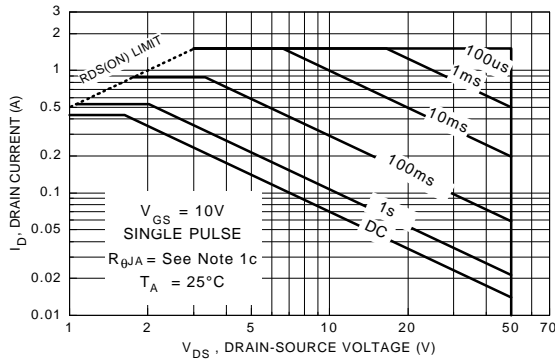 3
2
1
0.5
0.2
0.1
0.05
0.02
0.01
I D, DRAIN CURRENT (A)
RDS(ON) LIMIT
100us
1ms
10ms
100ms
1s
DC
V GS = 10V
SINGLE PULSE
R θJA = See Note 1c
T A = 25°C
1 2 5 10 20 30 50 70
V DS , DRAIN-SOURCE VOLTAGE (V)